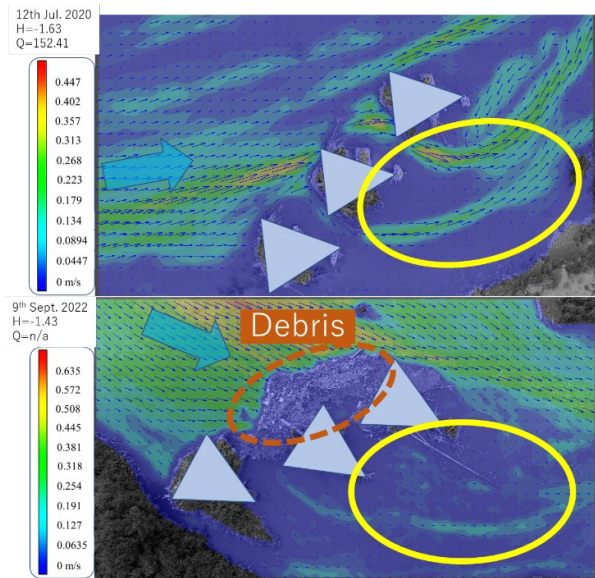 12th Jul. 2020
H=-1.63
Q=152.41
0.447
0.402
0.357
0.313
0.268
0.223
0.179
0.134
0.0894
0.0447
0 m/s
9th Sept. 2022
H=-1.43
Q=n/a
Debris
0.635
0.572
0.508
0.445
0.381
0.318
0.254
0.191
0.127
0.0635
0 m/s